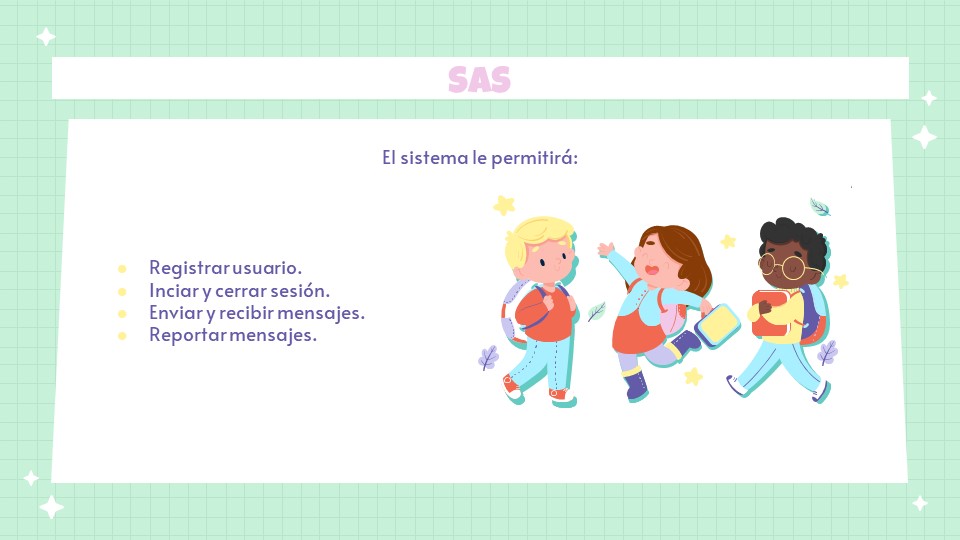 SAS
El sistema le permitirá:
Registrar usuario.
Inciar y cerrar sesión.
Enviar y recibir mensajes.
Reportar mensajes.